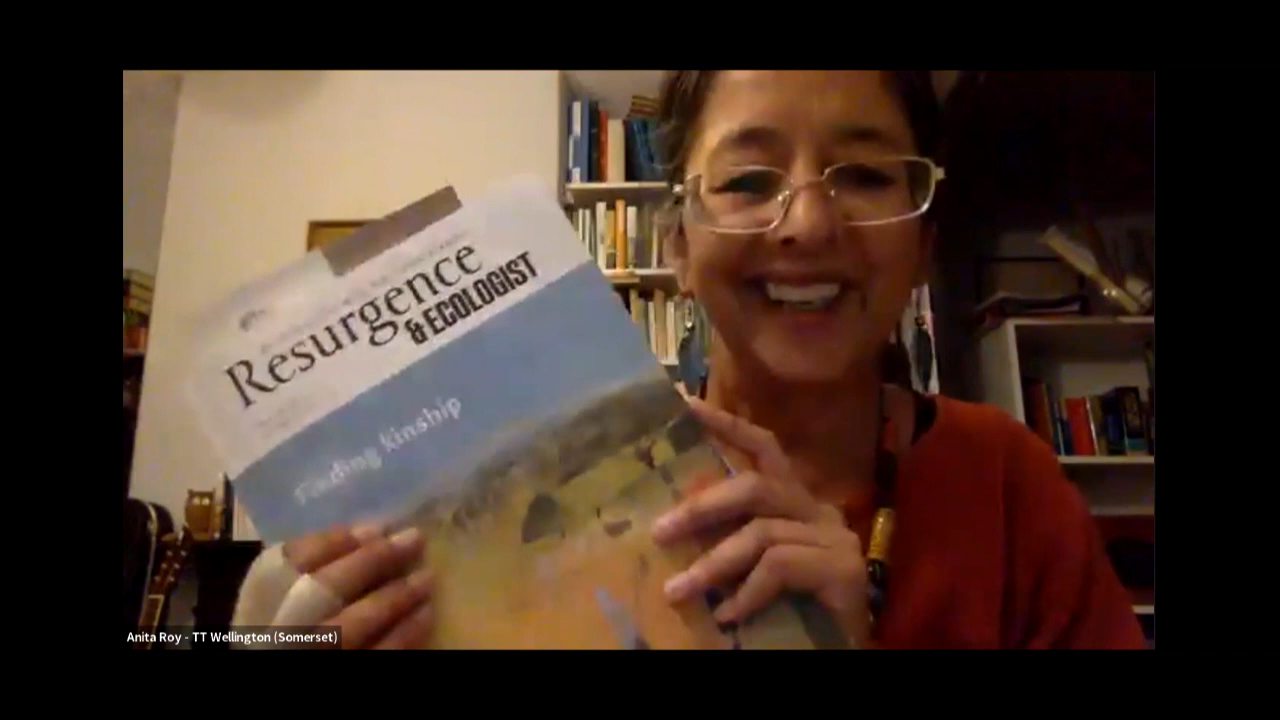 Resurgence
& ECOLOGIST
Finding kinship
Anita Roy - TT Wellington (Somerset)